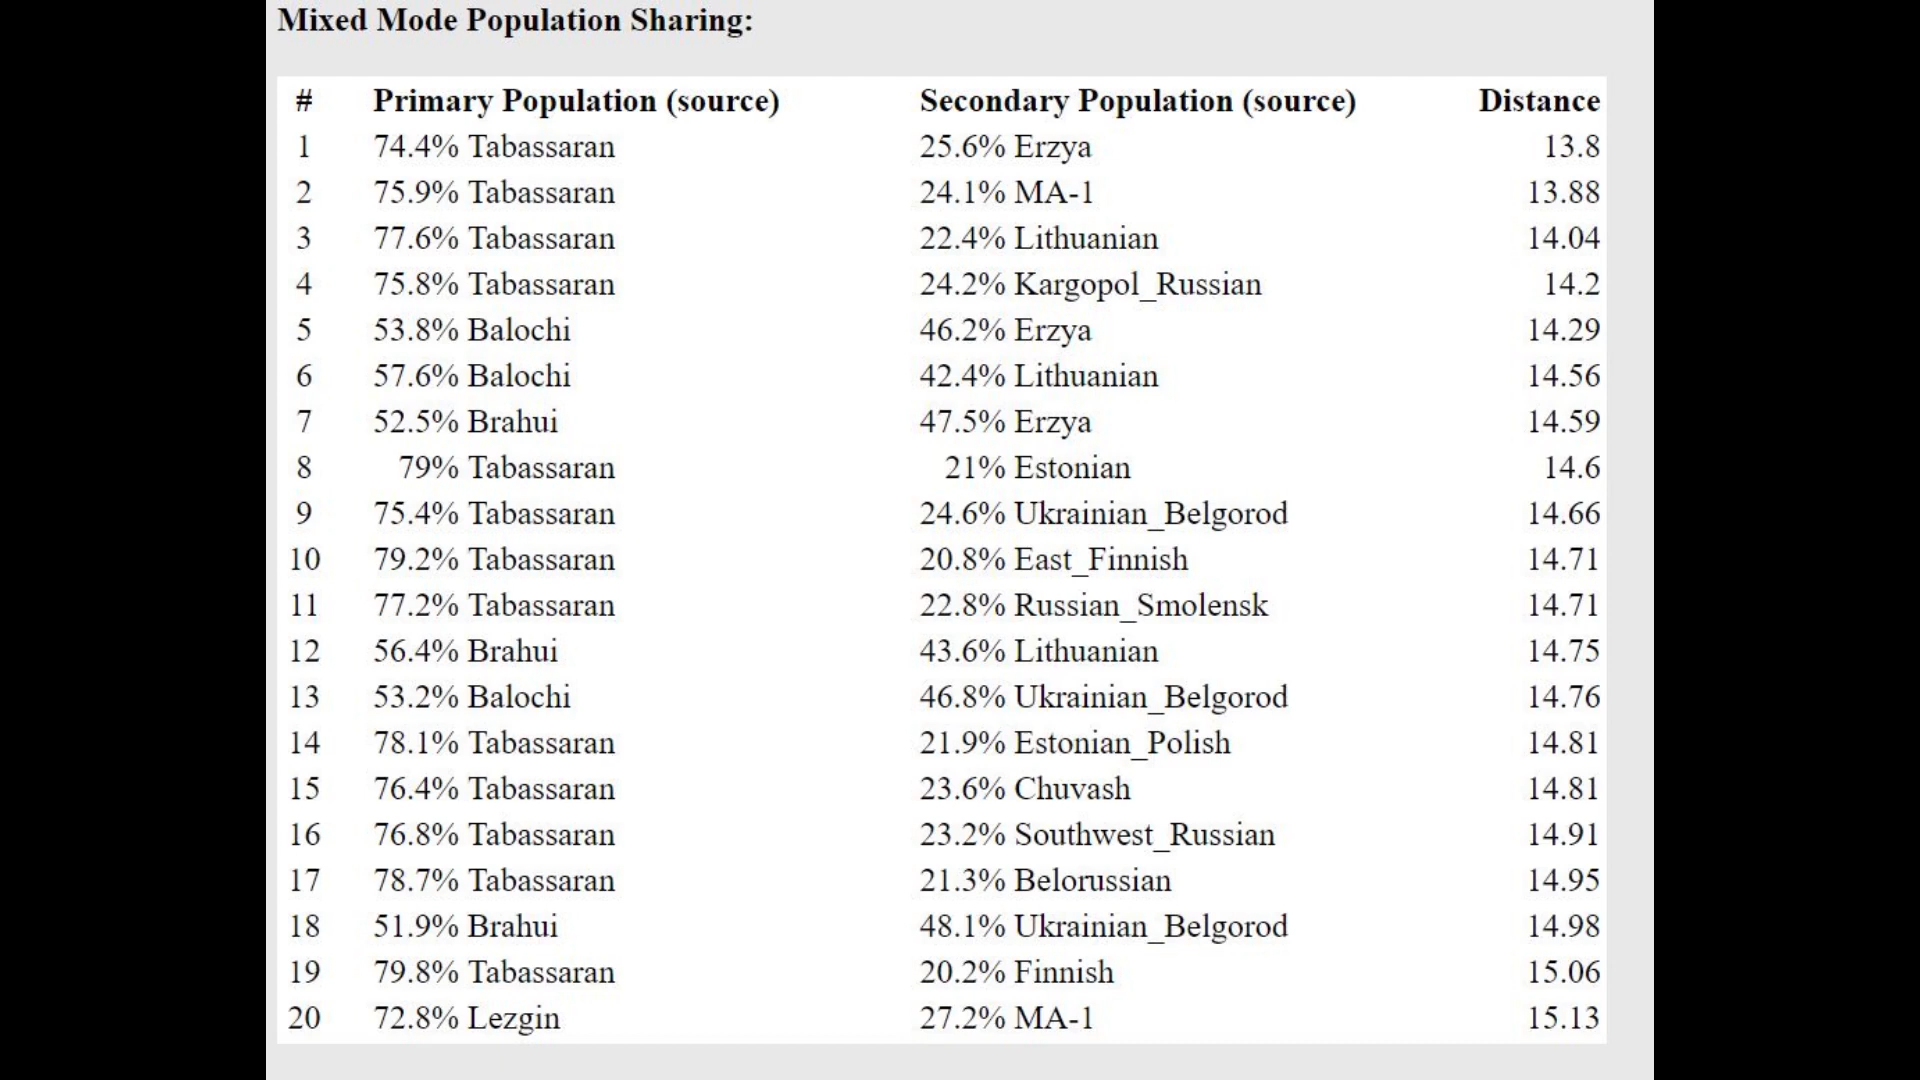 Mixed Mode Population Sharing:
# Primary Population (source) Secondary Population (source) Distance
1 74.4% Tabassaran 25.6% Erzya 13.8
2 75.9% Tabassaran 24.1% MA-1 13.88
3 77.6% Tabassaran 22.4% Lithuanian 14.04
4 75.8% Tabassaran 24.2% Kargopol_Russian 14.2
5 53.8% Balochi 46.2% Erzya 14.29
6 57.6% Balochi 42.4% Lithuanian 14.56
7 52.5% Brahui 47.5% Erzya 14.59
8 79% Tabassaran 21% Estonian 14.6
9 75.4% Tabassaran 24.6% Ukrainian_Belgorod 14.66
10 79.2% Tabassaran 20.8% East_Finnish 14.71
11 77.2% Tabassaran 22.8% Russian_Smolensk 14.71
12 56.4% Brahui 43.6% Lithuanian 14.75
13 53.2% Balochi 46.8% Ukrainian_Belgorod 14.76
14 78.1% Tabassaran 21.9% Estonian_Polish 14.81
15 76.4% Tabassaran 23.6% Chuvash 14.81
16 76.8% Tabassaran 23.2% Southwest_Russian 14.91
17 78.7% Tabassaran 21.3% Belorussian 14.95
18 51.9% Brahui 48.1% Ukrainian_Belgorod 14.98
19 79.8% Tabassaran 20.2% Finnish 15.06
20 72.8% Lezgin 27.2% MA-1 15.13